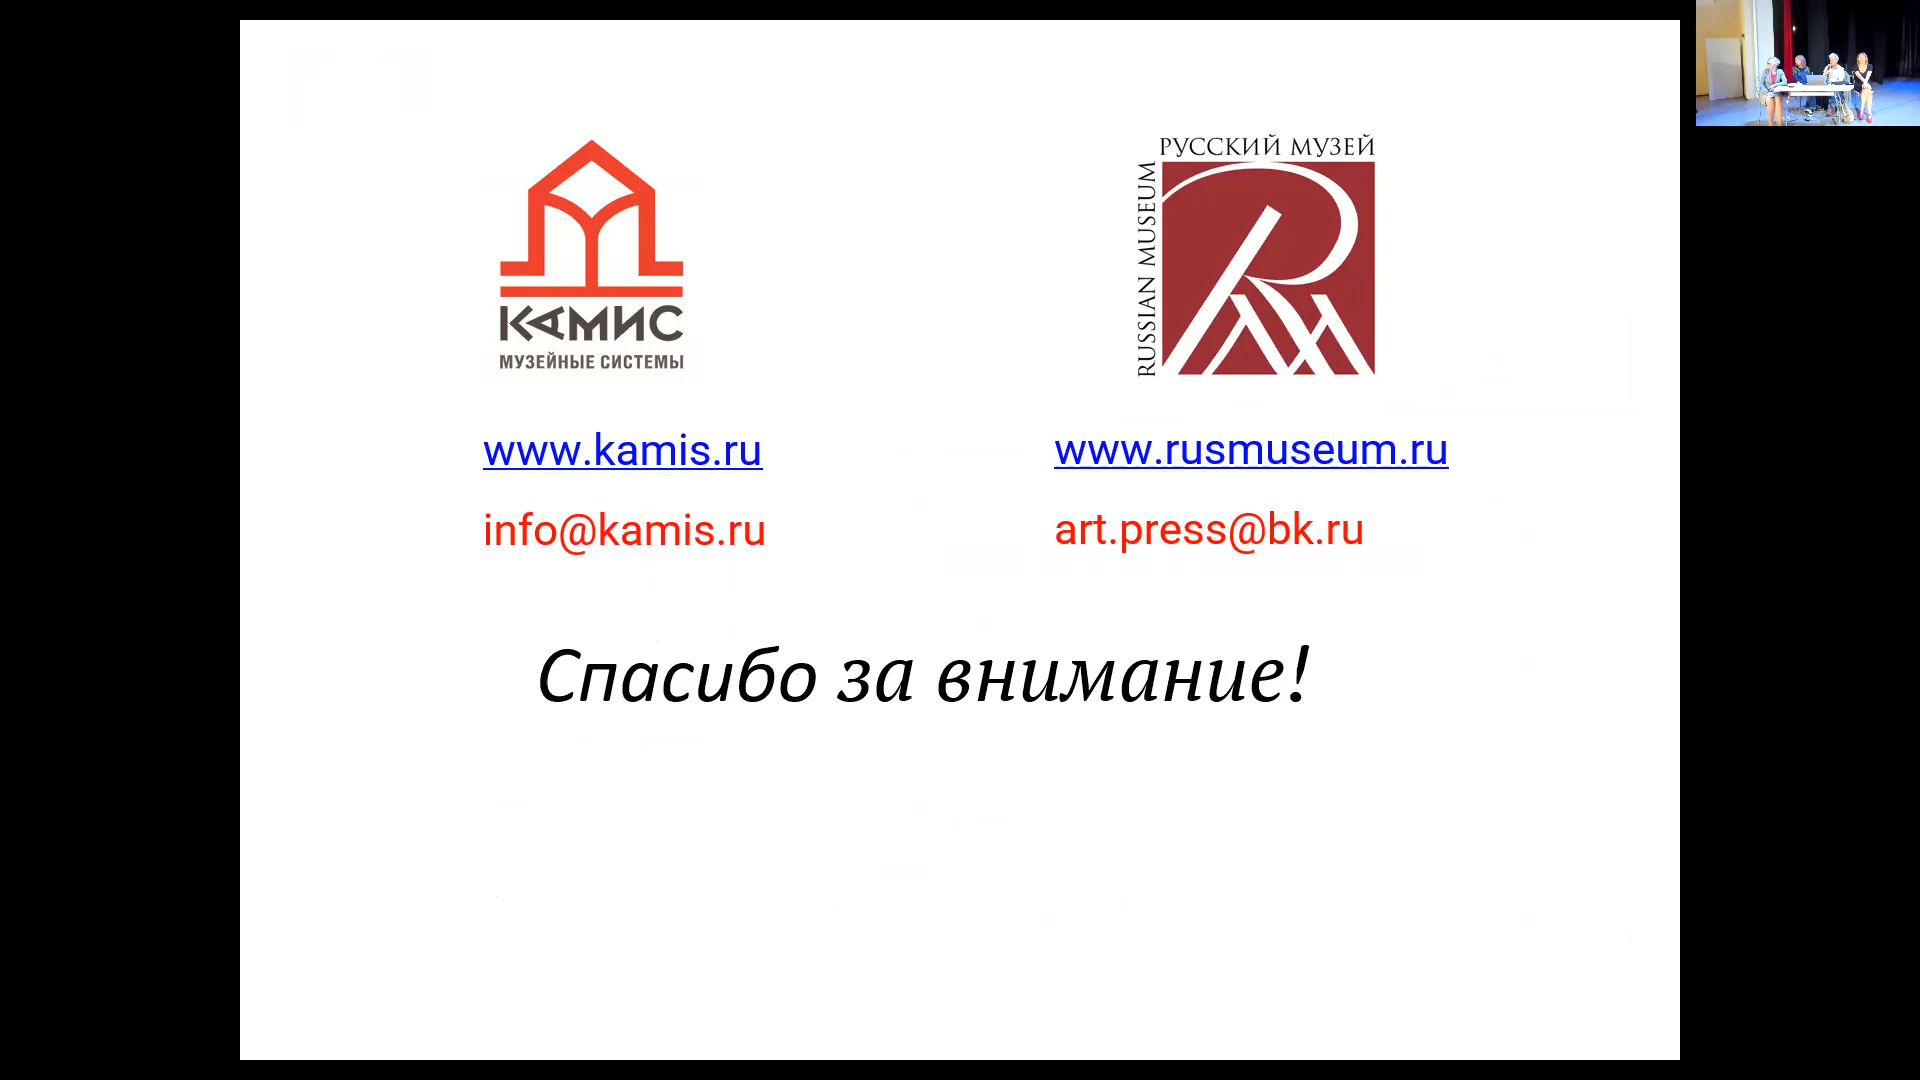 КАМИС
МУЗЕЙНЫЕ СИСТЕМЫ
www.kamis.ru
info@kamis.ru
РУССКИЙ МУЗЕЙ
RUSSIAN MUSEUM
www.rusmuseum.ru
art.press@bk.ru
Спасибо за внимание!